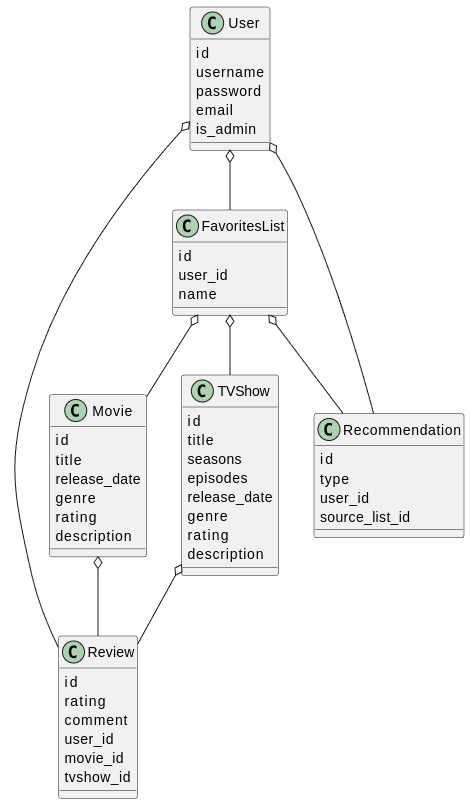 C User
id
username
password
email
is_admin
C FavoritesList
id
user_id
name
C Movie
id
title
release_date
genre
rating
description
C TVShow
id
title
seasons
episodes
release_date
genre
rating
description
C Recommendation
id
type
user_id
source_list_id
C Review
id
rating
comment
user_id
movie_id
tvshow_id